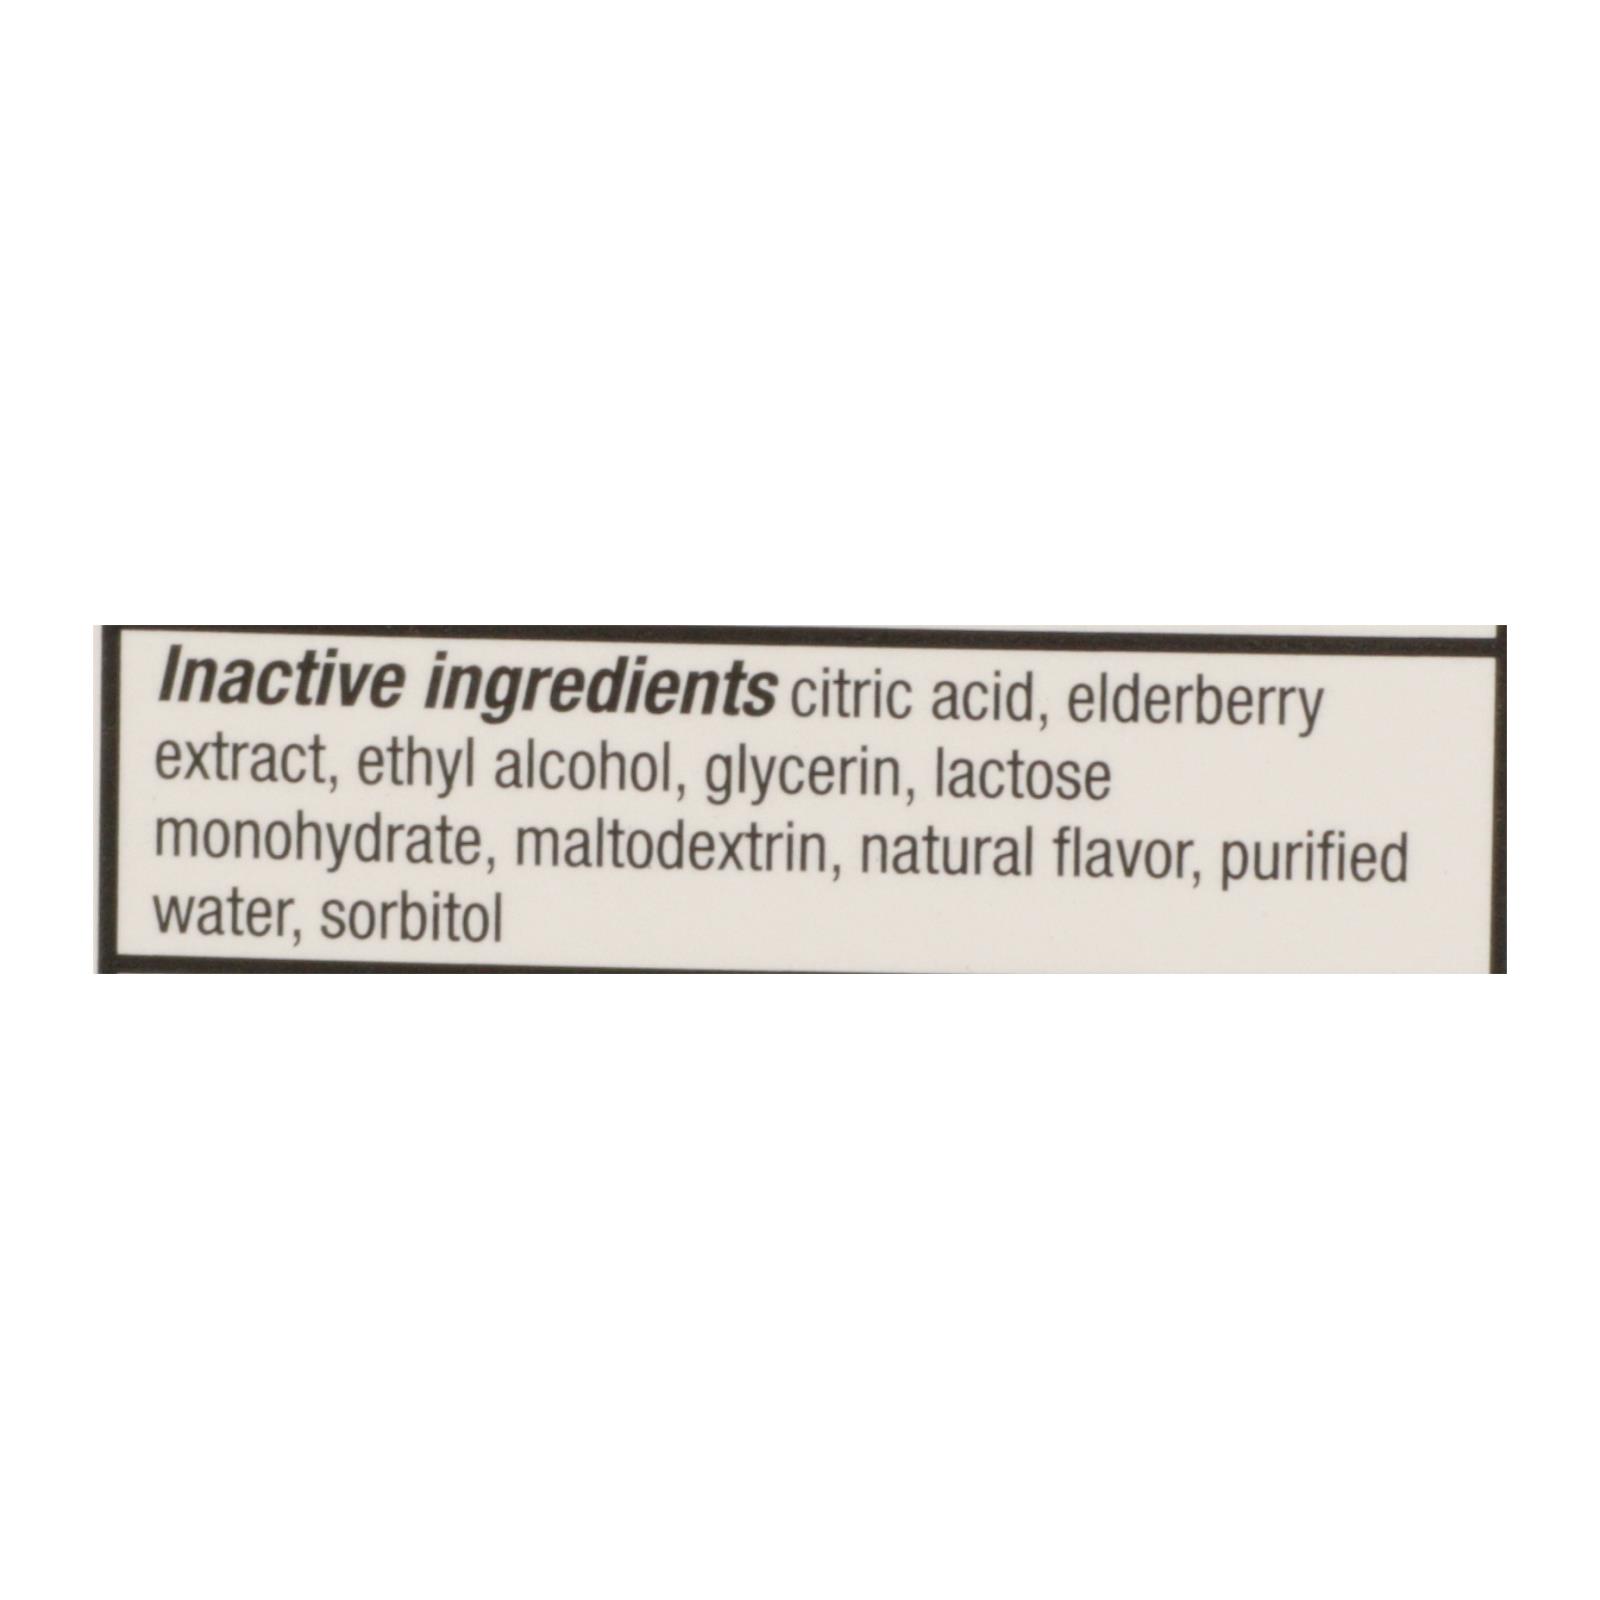 Inactive ingredients citric acid, elderberry
extract, ethyl alcohol, glycerin, lactose
monohydrate, maltodextrin, natural flavor, purified
water, sorbitol